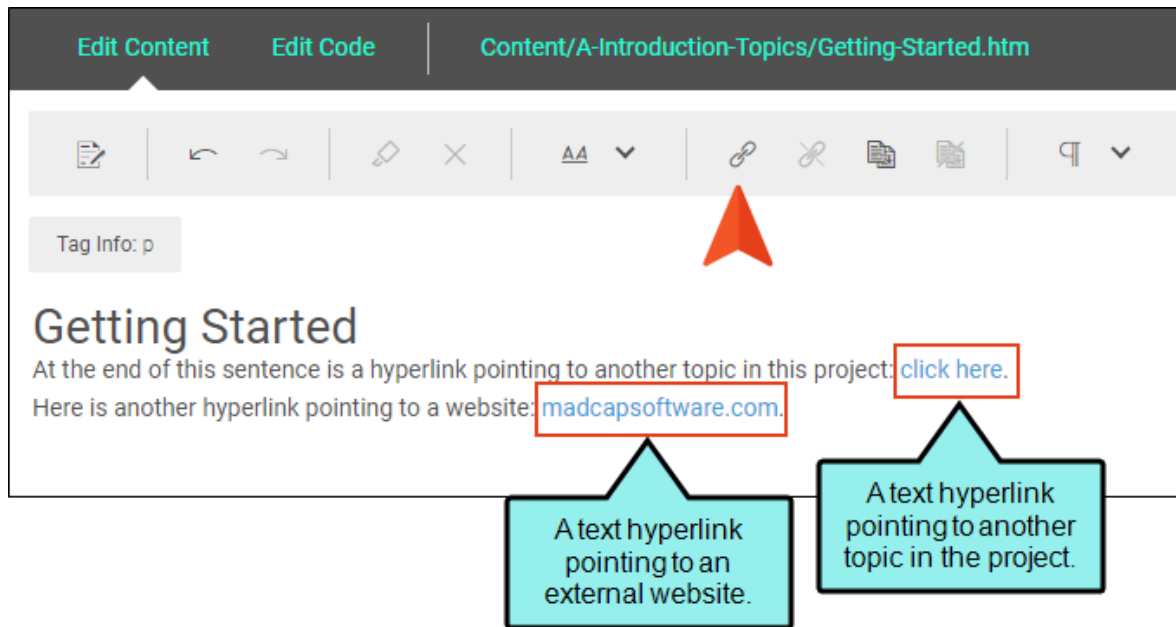 Edit Content Edit Code Content/A-Introduction-Topics/Getting-Started.htm
AA
Tag Info: p
Getting Started
At the end of this sentence is a hyperlink pointing to another topic in this project: click here.
Here is another hyperlink pointing to a website: madcapsoftware.com.
A text hyperlink
pointing to an
external website.
A text hyperlink
pointing to another
topic in the project.